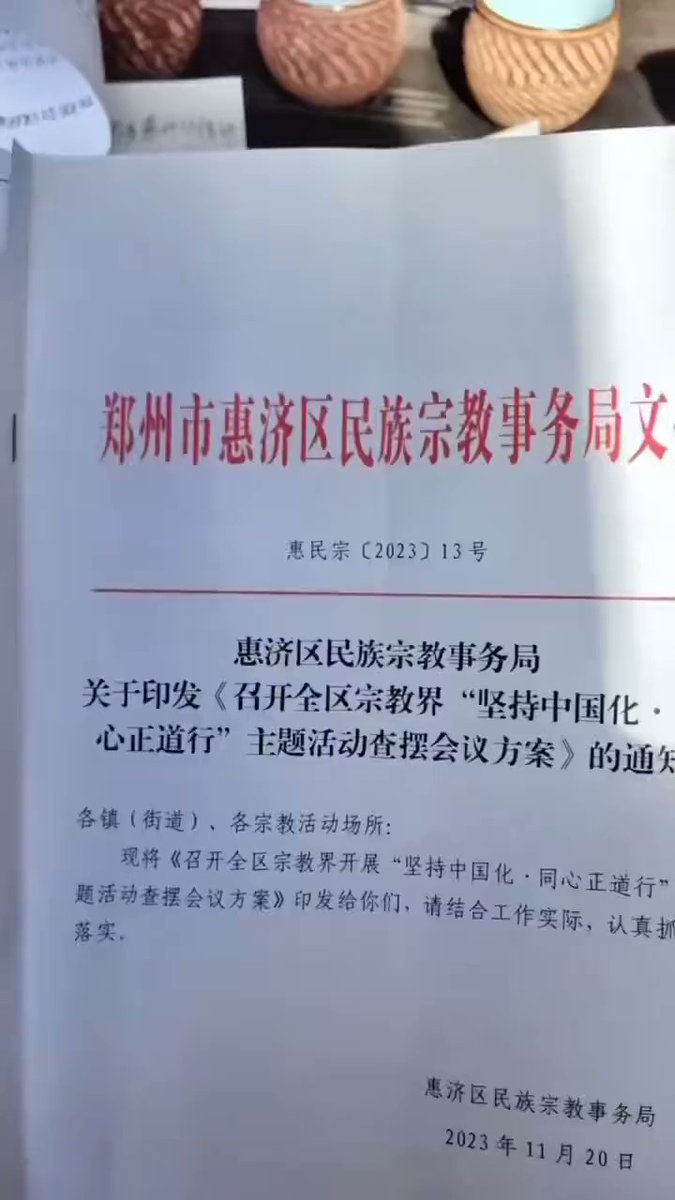 郑州市惠济区民族宗教事务局文
惠民宗〔2023〕13号
惠济区民族宗教事务局
关于印发《召开全区宗教界“坚持中国化·
心正道行”主题活动查摆会议方案》的通知
各镇（街道）、各宗教活动场所：
现将《召开全区宗教界开展“坚持中国化·同心正道行”
题活动查摆会议方案》印发给你们，请结合工作实际，认真抓
落实．
惠济区民族宗教事务局
2023年11月20日